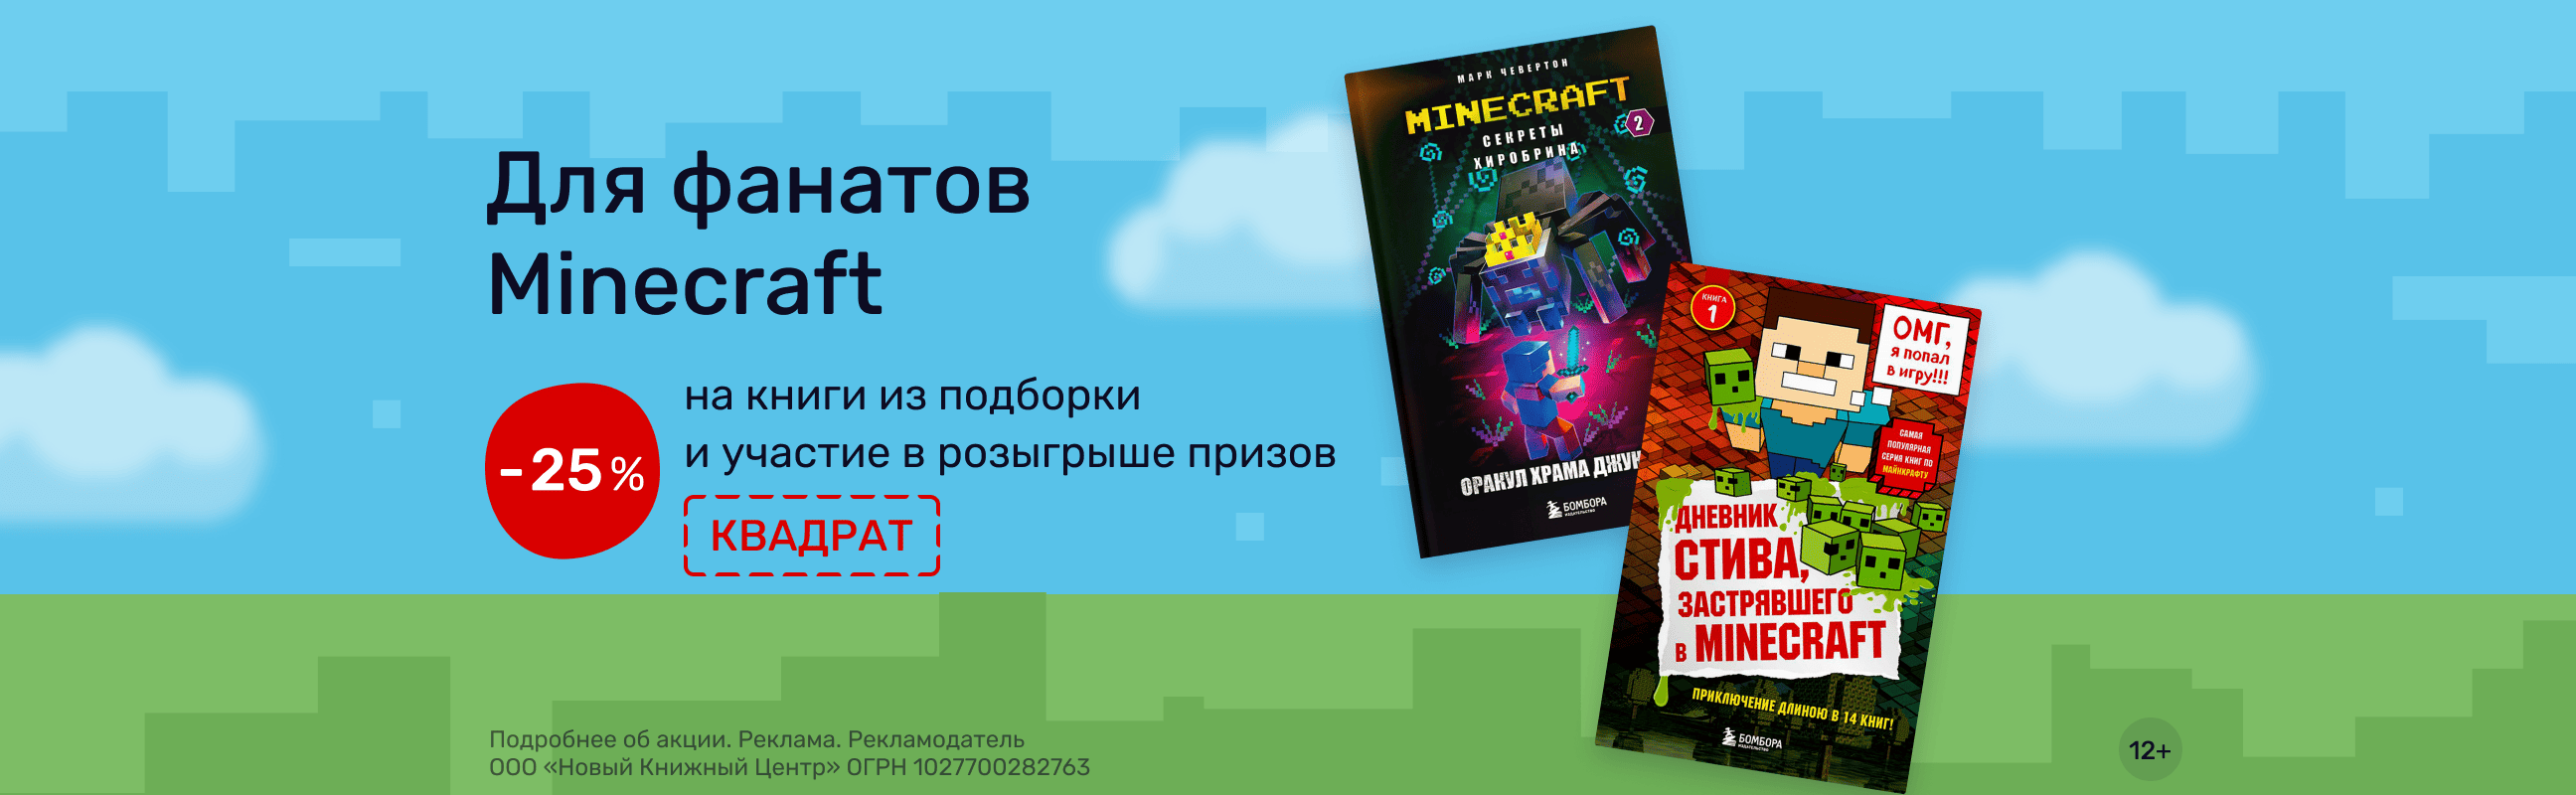 Для фанатов
Minecraft
-25 %
на книги из подборки
и участие в розыгрыше призов
КВАДРАТ
Подробнее об акции. Реклама. Рекламодатель
ООО «Новый Книжный Центр» ОГРН 1027700282763
МАРК ЧЕВЕРТОН
MINECRAFT
2
СЕКРЕТЫ
ХИРОБРИНА
ОРАКУЛ ХРАМА ДЖУН
БОМБОРА
ИЗДАТЕЛЬСТВО
КНИГА
1
ОМГ,
я попал
в игру!!!
САМАЯ
ПОПУЛЯРНАЯ
СЕРИЯ КНИГ ПО
МАЙНКРАФТУ
ДНЕВНИК
СТИВА,
ЗАСТРЯВШЕГО
В MINECRAFT
ПРИКЛЮЧЕНИЕ ДЛИНОЮ В 14 КНИГ!
БОМБОРА
ИЗДАТЕЛЬСТВО
12+